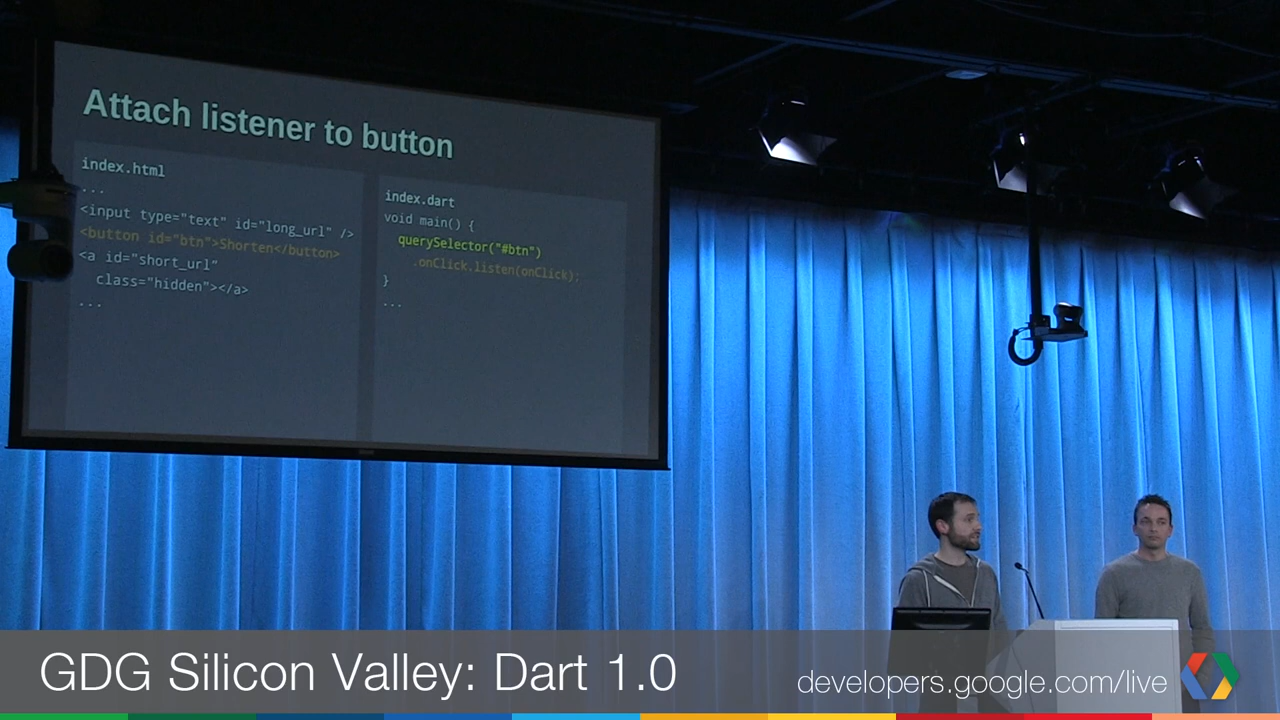 Attach listener to button
index.html
...
<input type="text" id="long_url" />
<button id="btn">Shorten</button>
<a id="short_url"
class="hidden"></a>
...
index.dart
void main() {
querySelector("#btn")
.onClick.listen(onClick);
}
...
GDG Silicon Valley: Dart 1.0
developers.google.com/live